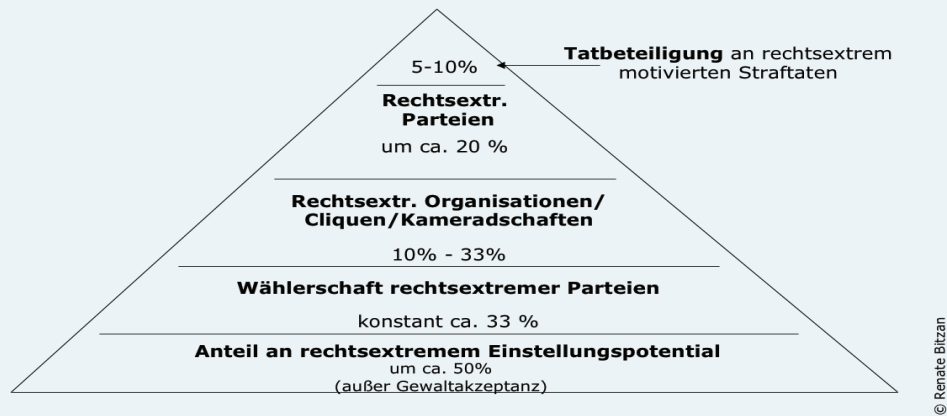 Tatbeteiligung an rechtsextrem
motivierten Straftaten
5-10%
Rechtsextr.
Parteien
um ca. 20 %
Rechtsextr. Organisationen/
Cliquen/Kameradschaften
10% - 33%
Wählerschaft rechtsextremer Parteien
konstant ca. 33 %
Anteil an rechtsextremem Einstellungspotential
um ca. 50%
(außer Gewaltakzeptanz)
© Renate Bitzan